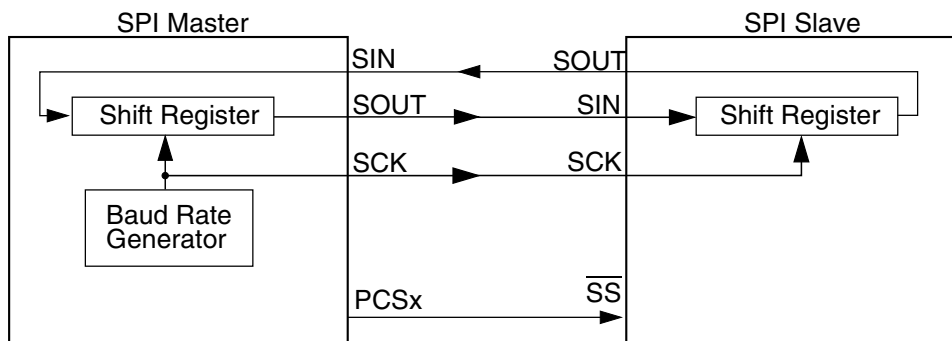 SPI Master
SPI Slave
SIN
SOUT
Shift Register
SOUT
SIN
Shift Register
SCK
SCK
Baud Rate
Generator
PCSx
SS